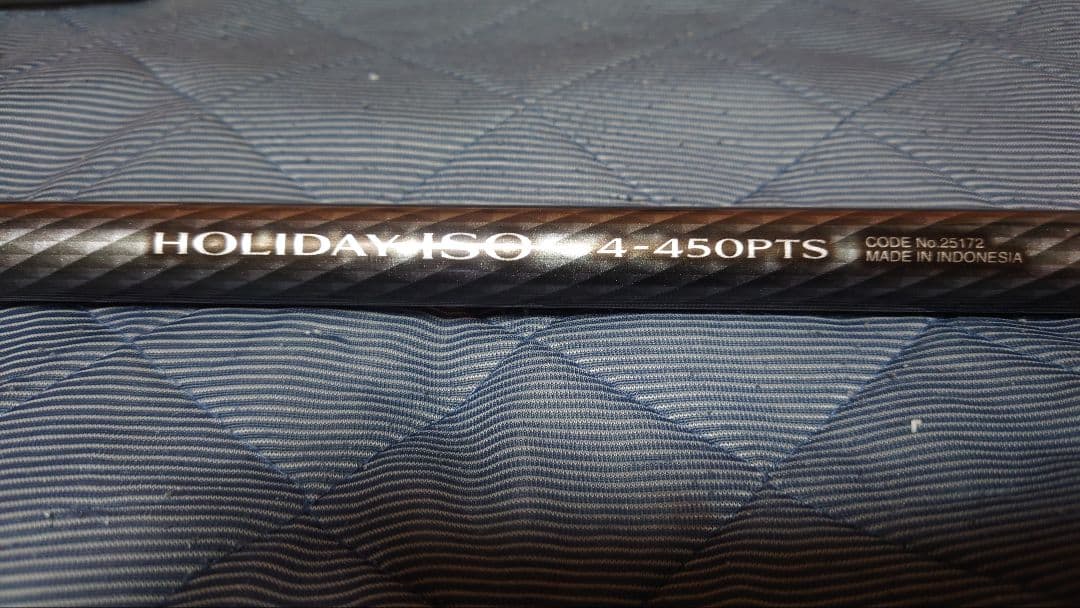 HOLIDAY ISO 4-450PTS
CODE No.25172
MADE IN INDONESIA